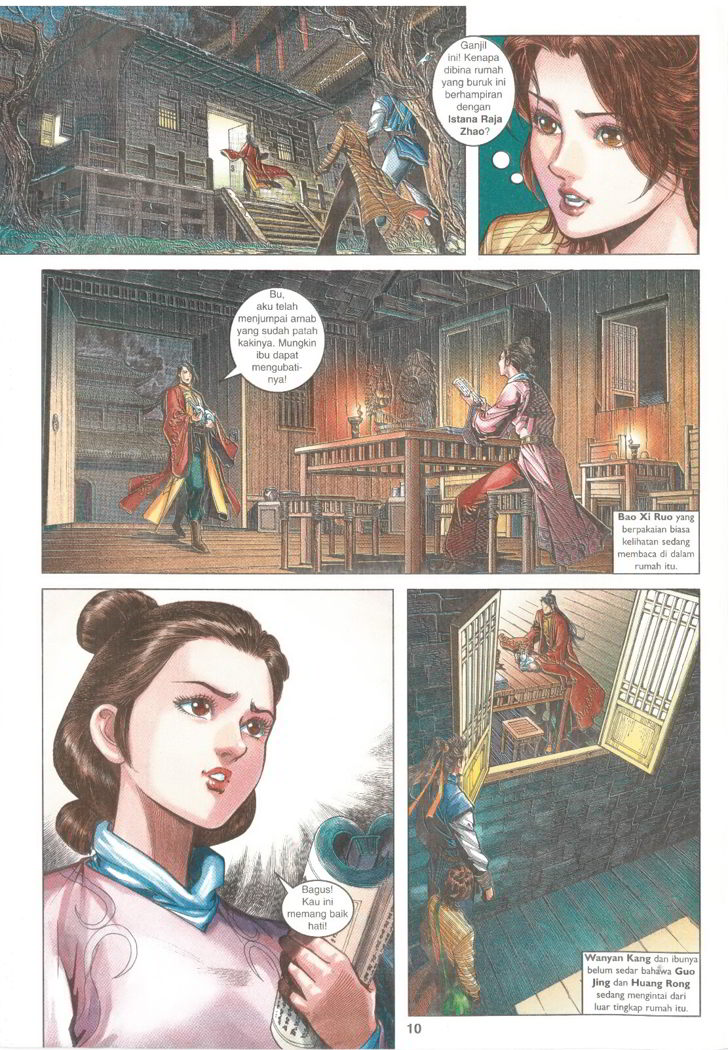 Ganjil
ini! Kenapa
dibina rumah
yang buruk ini
berhampiran
dengan
Istana Raja
Zhao?
Bu,
aku telah
menjumpai arnab
yang sudah patah
kakinya. Mungkin
ibu dapat
mengubati-
nya!
Bao Xi Ruo yang
berpakaian biasa
kelihatan sedang
membaca di dalam
rumah itu.
Bagus!
Kau ini
memang baik
hati!
Wanyan Kang dan ibunya
belum sedar bahawa Guo
Jing dan Huang Rong
sedang mengintai dari
luar tingkap rumah itu.
10